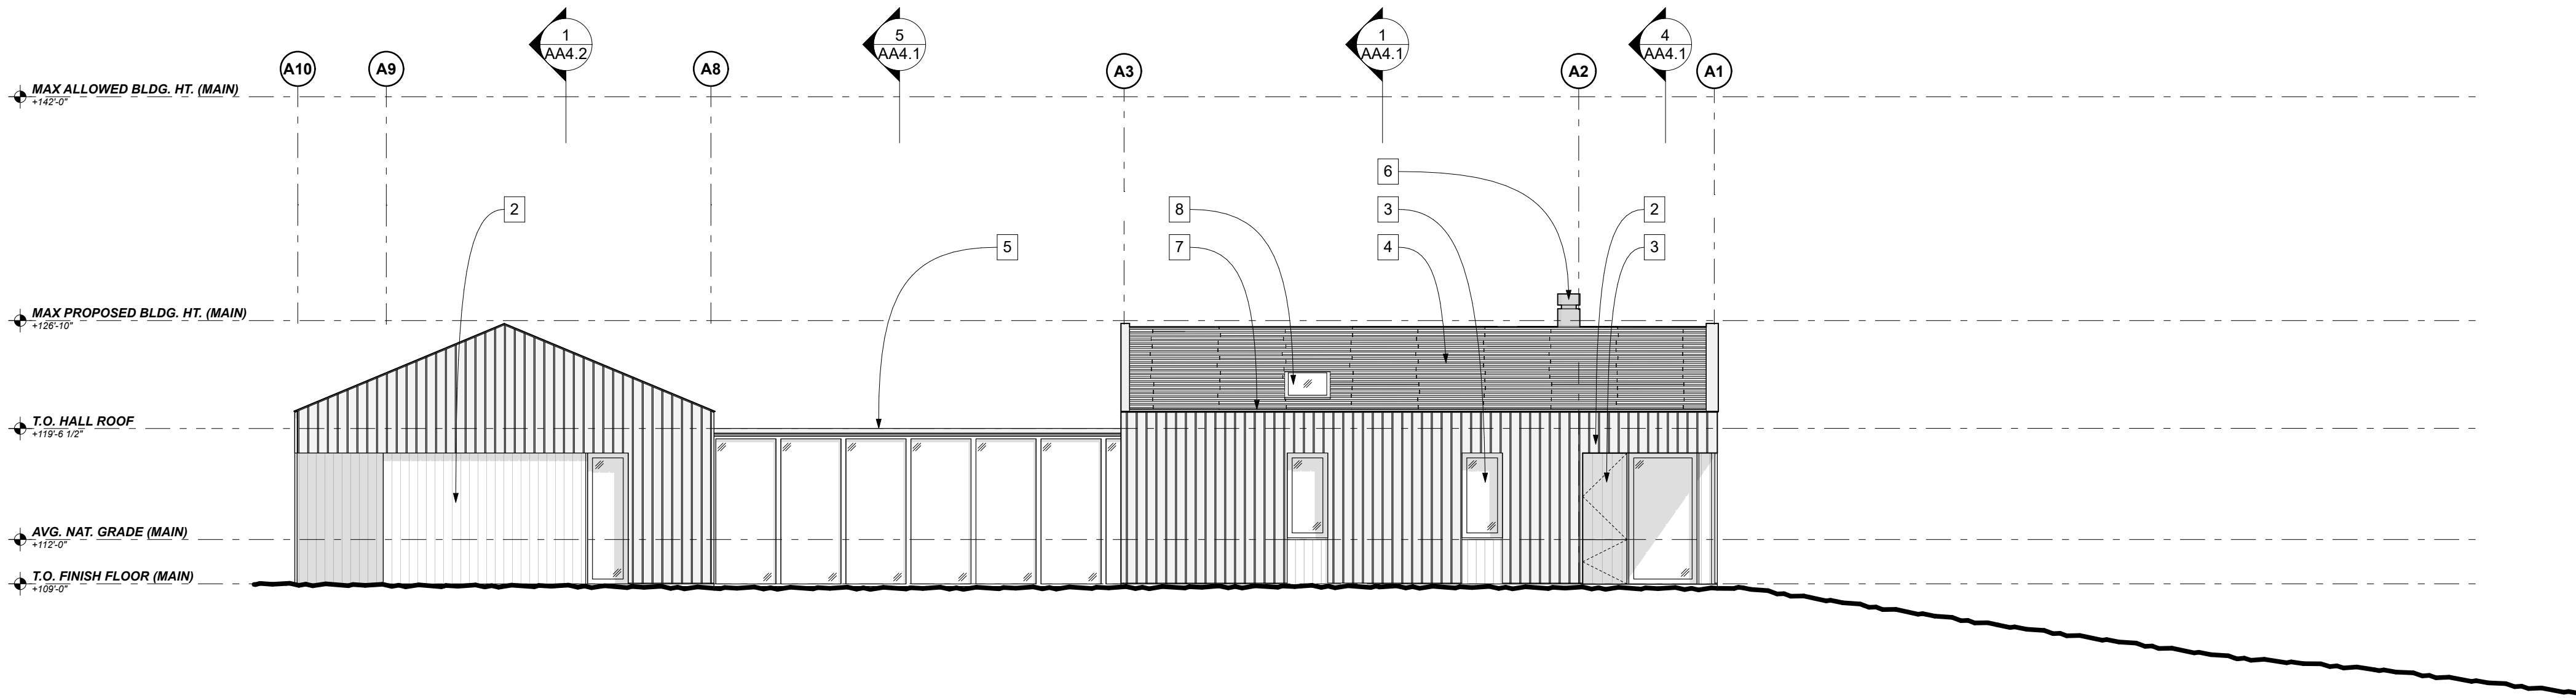 1
AA4.2
5
AA4.1
1
AA4.1
4
AA4.1
A10
A9
A8
A3
A2
A1
MAX ALLOWED BLDG. HT. (MAIN)
+142'-0"
6
2
8
3
2
5
7
4
3
MAX PROPOSED BLDG. HT. (MAIN)
+126'-10"
T.O. HALL ROOF
+119'-6 1/2"
AVG. NAT. GRADE (MAIN)
+112'-0"
T.O. FINISH FLOOR (MAIN)
+109'-0"